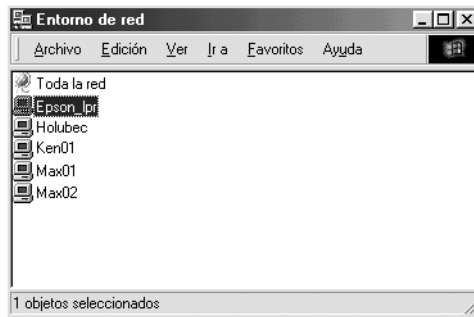 Entorno de red
Archivo Edición Ver Ir a Favoritos Ayuda
Toda la red
Epson_lpr
Holubec
Ken01
Max01
Max02
1 objetos seleccionados